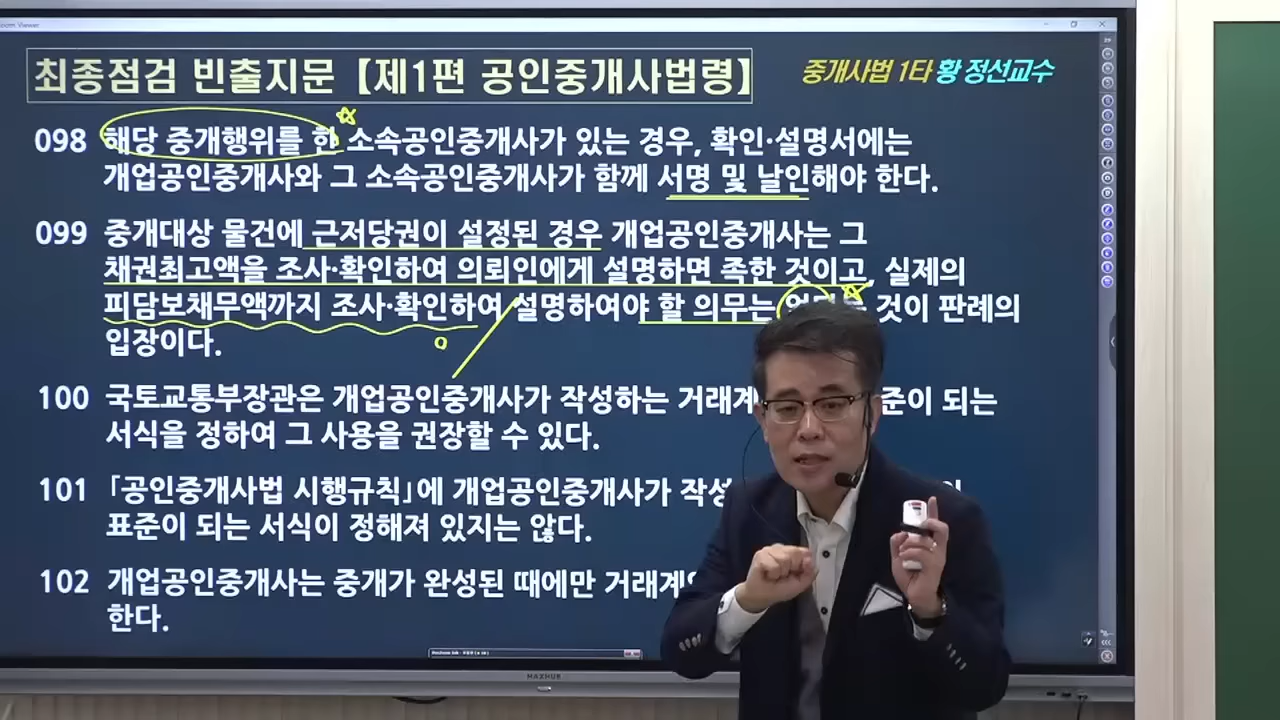 최종점검 빈출지문【제1편 공인중개사법령】
중개사법 1타 황 정선교수
098 해당 중개행위를 한 소속공인중개사가 있는 경우, 확인·설명서에는
개업공인중개사와 그 소속공인중개사가 함께 서명 및 날인해야 한다.
099 중개대상 물건에 근저당권이 설정된 경우 개업공인중개사는 그
채권최고액을 조사·확인하여 의뢰인에게 설명하면 족한 것이고, 실제의
피담보채무액까지 조사·확인하여 설명하여야 할 의무는 것이 판례의
입장이다.
100 국토교통부장관은 개업공인중개사가 작성하는 거래계 준이 되는
서식을 정하여 그 사용을 권장할 수 있다.
101 「공인중개사법 시행규칙」에 개업공인중개사가 작성
표준이 되는 서식이 정해져 있지는 않다.
102 개업공인중개사는 중개가 완성된 때에만 거래계
한다.
MAXHUB